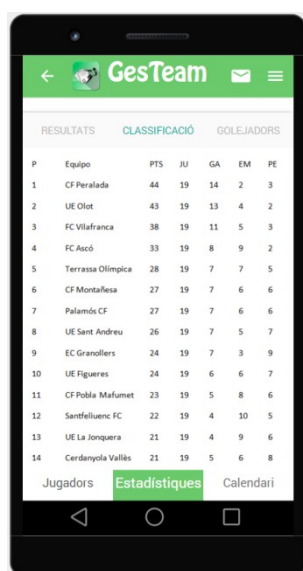 GesTeam
RESULTATS CLASSIFICACIÓ GOLEJADORS
P Equipo PTS JU GA EM PE
1 CF Peralada 44 19 14 2 3
2 UE Olot 43 19 13 4 2
3 FC Vilafranca 38 19 11 5 3
4 FC Ascó 33 19 8 9 2
5 Terrassa Olímpica 28 19 7 7 5
6 CF Montañesa 27 19 7 6 6
7 Palamós CF 27 19 7 6 6
8 UE Sant Andreu 26 19 7 5 7
9 EC Granollers 24 19 7 3 9
10 UE Figueres 24 19 6 6 7
11 CF Pobla Mafumet 23 19 5 8 6
12 Santfeliuenc FC 22 19 4 10 5
13 UE La Jonquera 21 19 4 9 6
14 Cerdanyola Vallès 21 19 5 6 8
Jugadors Estadístiques Calendari